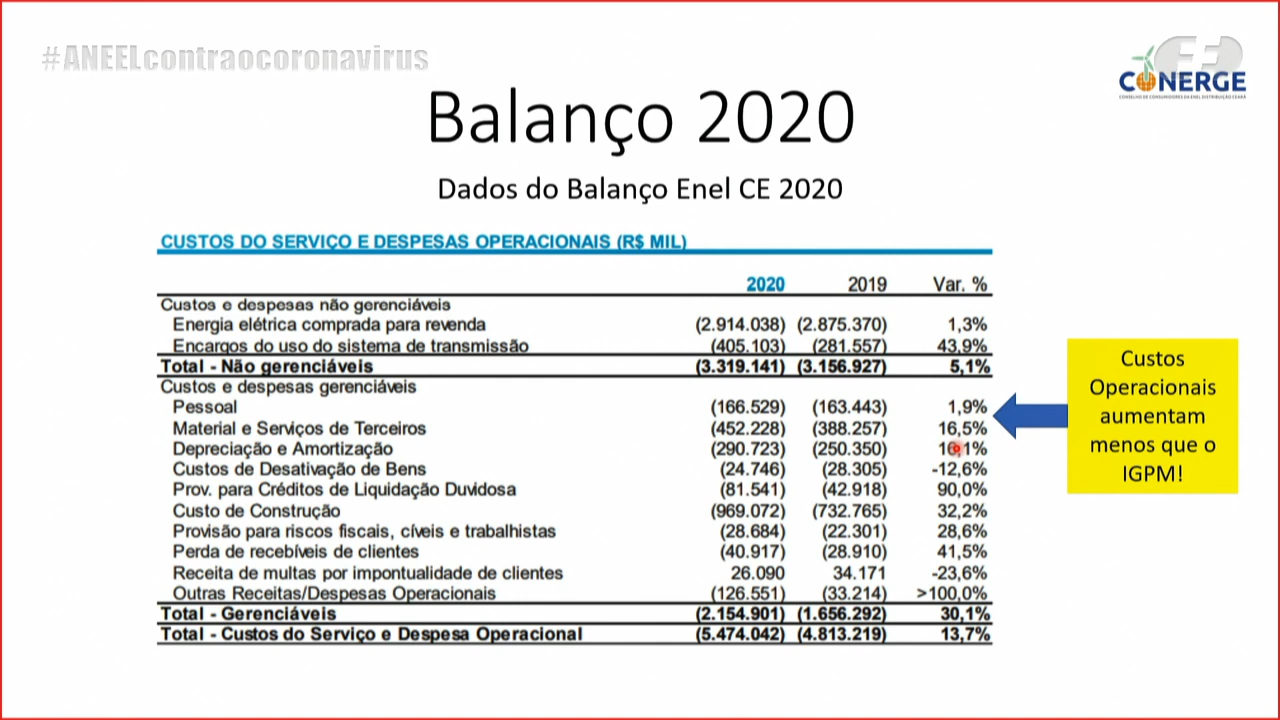 #ANEELcontraocoronavirus
CONERGE
CONSELHO DE CONSUMIDORES DA ENEL DISTRIBUIÇÃO CEARÁ
Balanço 2020
Dados do Balanço Enel CE 2020
CUSTOS DO SERVIÇO E DESPESAS OPERACIONAIS (R$ MIL)
2020 2019 Var. %
Custos e despesas não gerenciáveis
Energia elétrica comprada para revenda (2.914.038) (2.875.370) 1,3%
Encargos do uso do sistema de transmissão (405.103) (281.557) 43,9%
Total - Não gerenciáveis (3.319.141) (3.156.927) 5,1%
Custos e despesas gerenciáveis
Pessoal (166.529) (163.443) 1,9%
Material e Serviços de Terceiros (452.228) (388.257) 16,5%
Depreciação e Amortização (290.723) (250.350) 16,1%
Custos de Desativação de Bens (24.746) (28.305) -12,6%
Prov. para Créditos de Liquidação Duvidosa (81.541) (42.918) 90,0%
Custo de Construção (969.072) (732.765) 32,2%
Provisão para riscos fiscais, cíveis e trabalhistas (28.684) (22.301) 28,6%
Perda de recebíveis de clientes (40.917) (28.910) 41,5%
Receita de multas por impontualidade de clientes 26.090 34.171 -23,6%
Outras Receitas/Despesas Operacionais (126.551) (33.214) >100,0%
Total - Gerenciáveis (2.154.901) (1.656.292) 30,1%
Total - Custos do Serviço e Despesa Operacional (5.474.042) (4.813.219) 13,7%
Custos
Operacionais
aumentam
menos que o
IGPM!